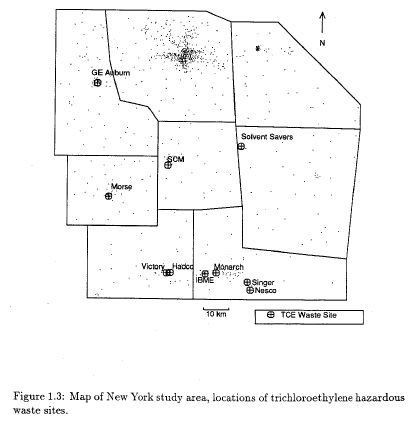 N
GE Auburn
Solvent Savers
SCM
Morse
Victory Hadco Monarch
IBME
Singer
Nesco
10 km
TCE Waste Site
Figure 1.3: Map of New York study area, locations of trichloroethylene hazardous
waste sites.